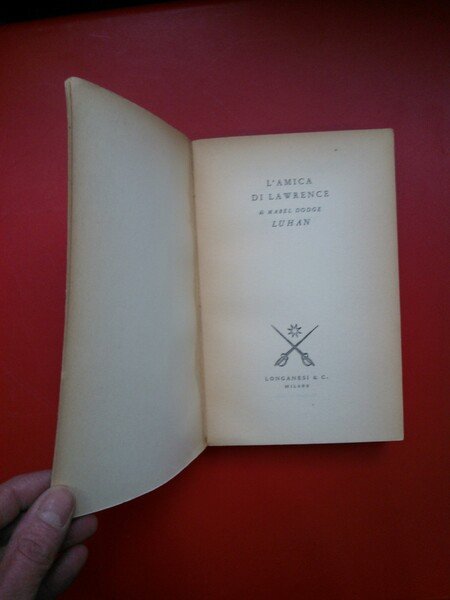 L'AMICA
DI LAWRENCE
di MABEL DODGE
LUHAN
LONGANESI & C.
MILANO